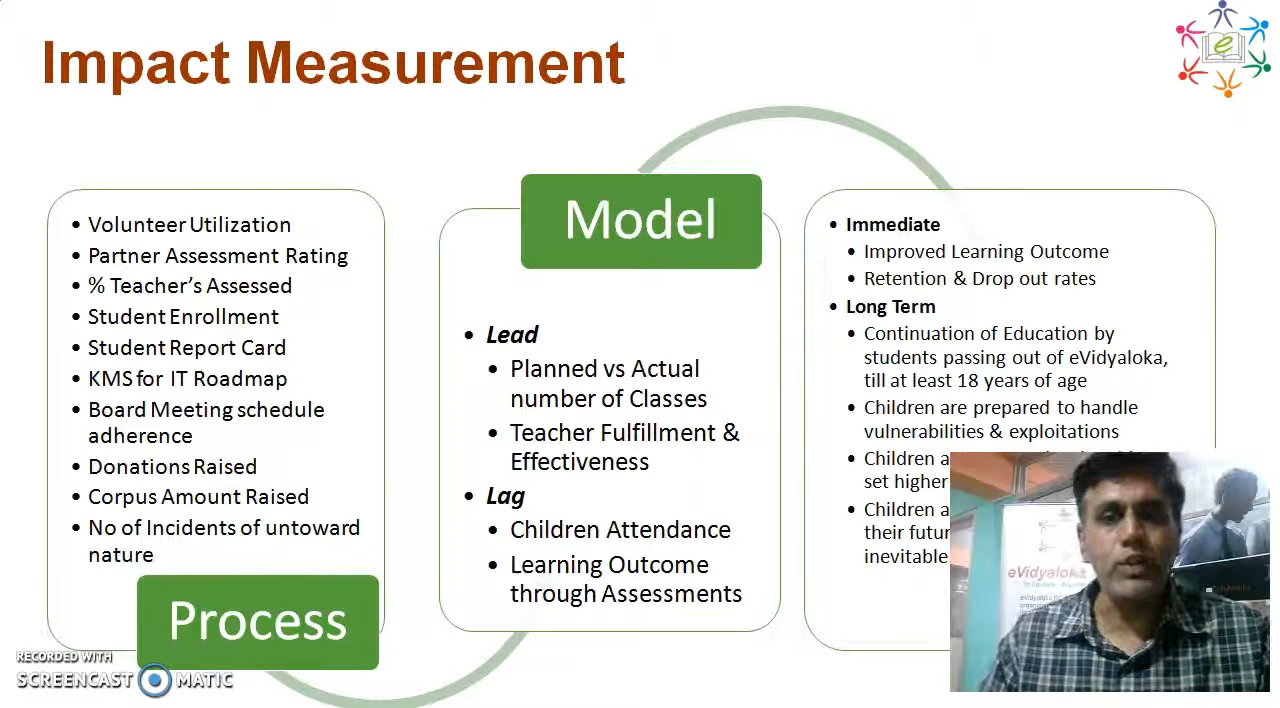 Impact Measurement
e
• Volunteer Utilization
• Partner Assessment Rating
• % Teacher's Assessed
• Student Enrollment
• Student Report Card
• KMS for IT Roadmap
• Board Meeting schedule
adherence
• Donations Raised
• Corpus Amount Raised
• No of Incidents of untoward
nature
Process
Model
• Lead
• Planned vs Actual
number of Classes
• Teacher Fulfillment &
Effectiveness
• Lag
• Children Attendance
• Learning Outcome
through Assessments
• Immediate
• Improved Learning Outcome
• Retention & Drop out rates
• Long Term
• Continuation of Education by
students passing out of eVidyaloka,
till at least 18 years of age
• Children are prepared to handle
vulnerabilities & exploitations
• Children
set higher
• Children
their
inevitable
eVidyaloka
RECORDED WITH
SCREENCAST MATIC